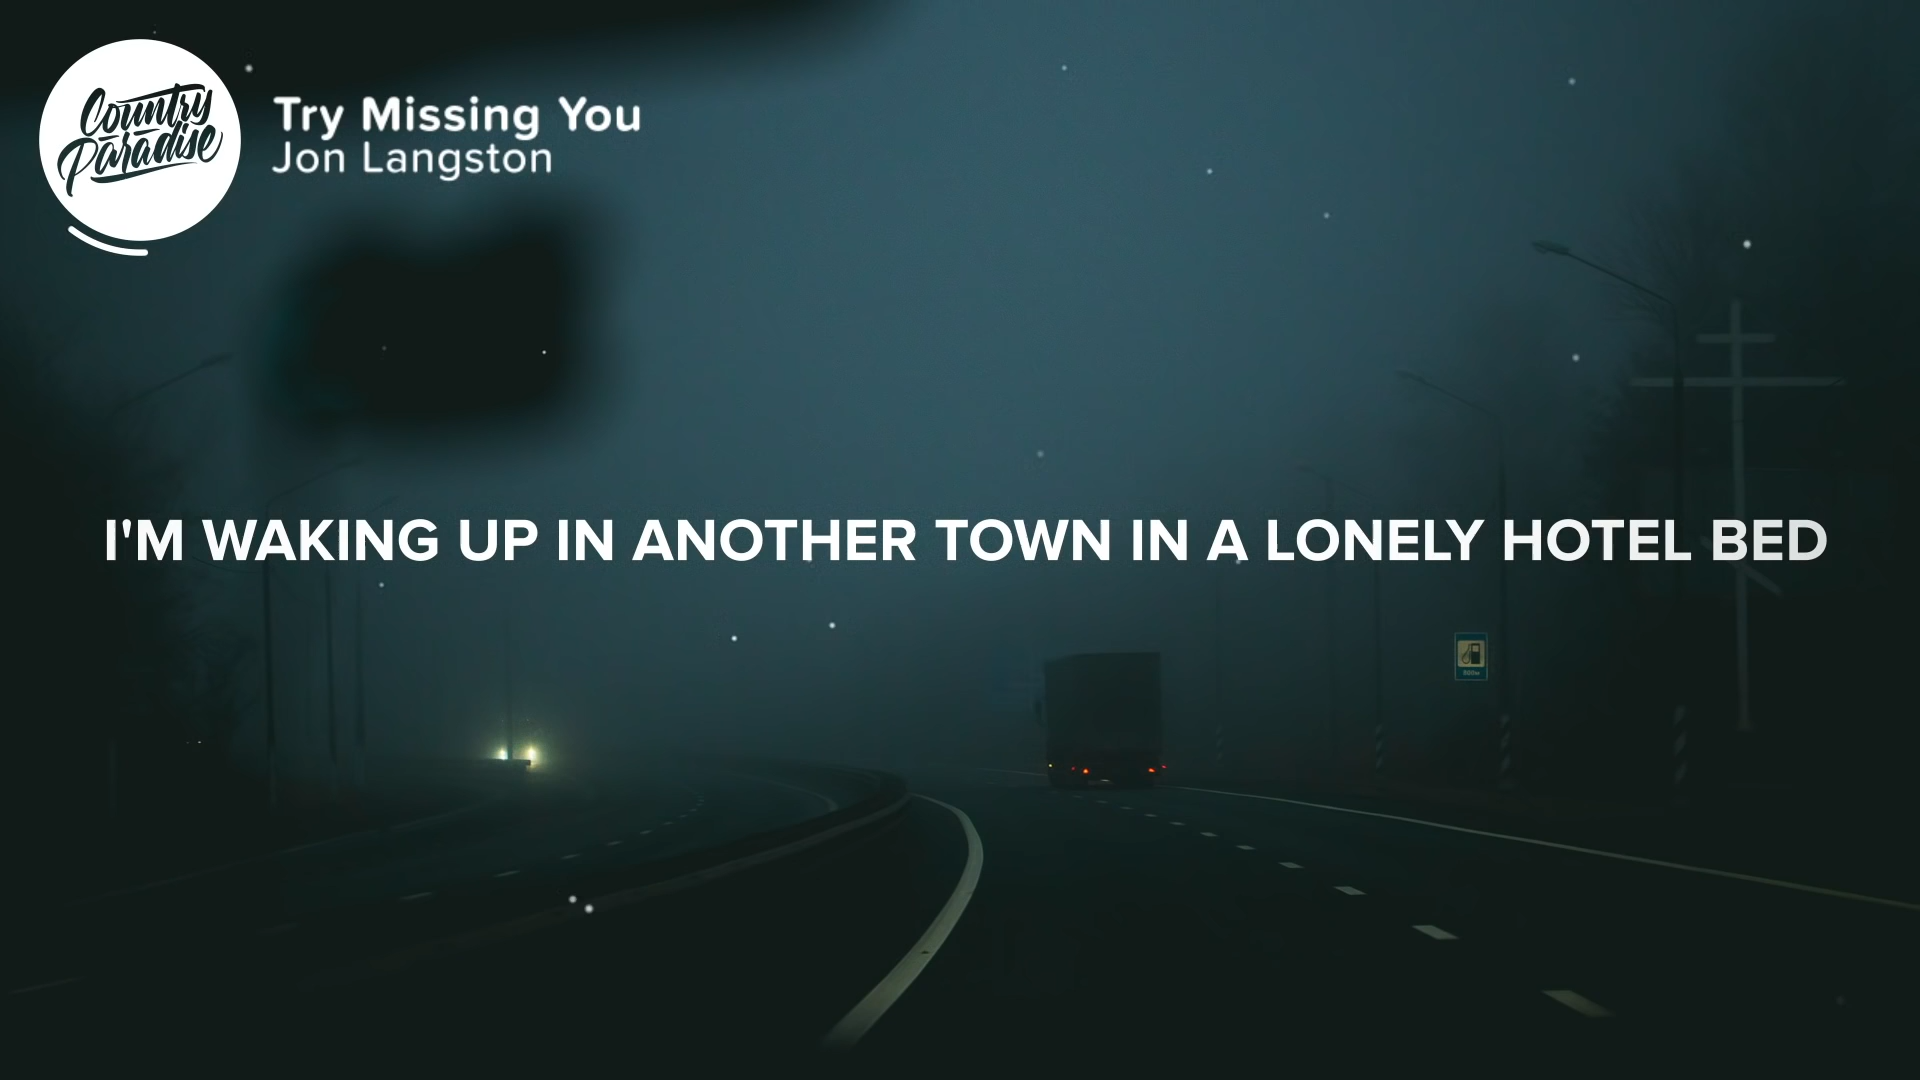 Country
Paradise
Try Missing You
Jon Langston
I'M WAKING UP IN ANOTHER TOWN IN A LONELY HOTEL BED